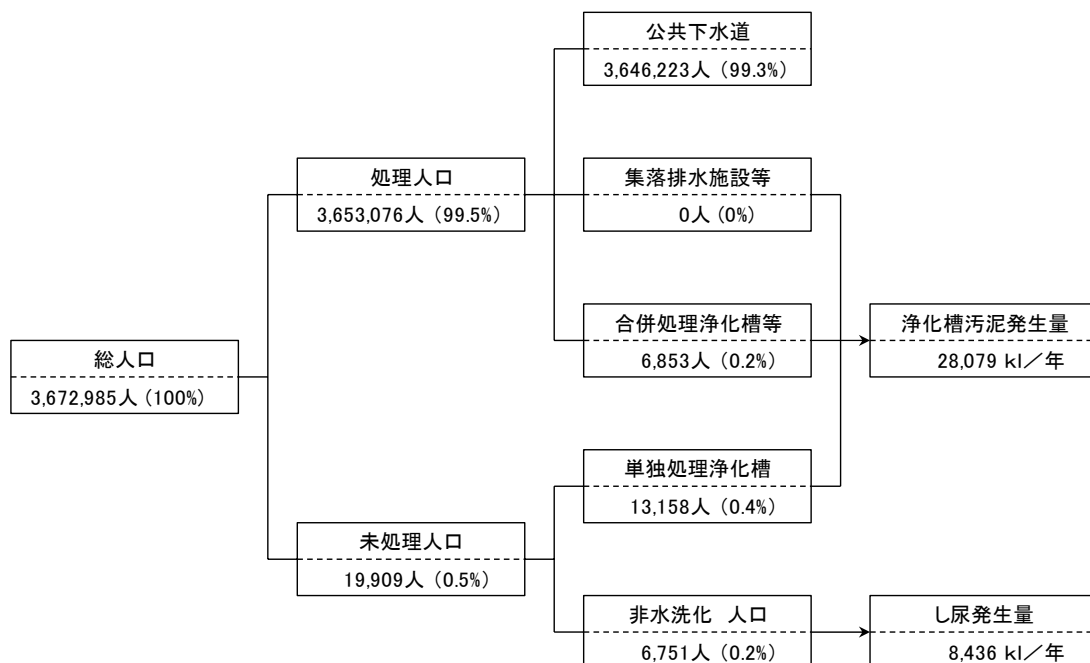 公共下水道
3,646,223人 (99.3%)
処理人口
3,653,076人 (99.5%)
集落排水施設等
0人 (0%)
合併処理浄化槽等
6,853人 (0.2%)
浄化槽汚泥発生量
28,079 kl／年
総人口
3,672,985人 (100%)
単独処理浄化槽
13,158人 (0.4%)
未処理人口
19,909人 (0.5%)
非水洗化　人口
6,751人 (0.2%)
し尿発生量
8,436 kl／年